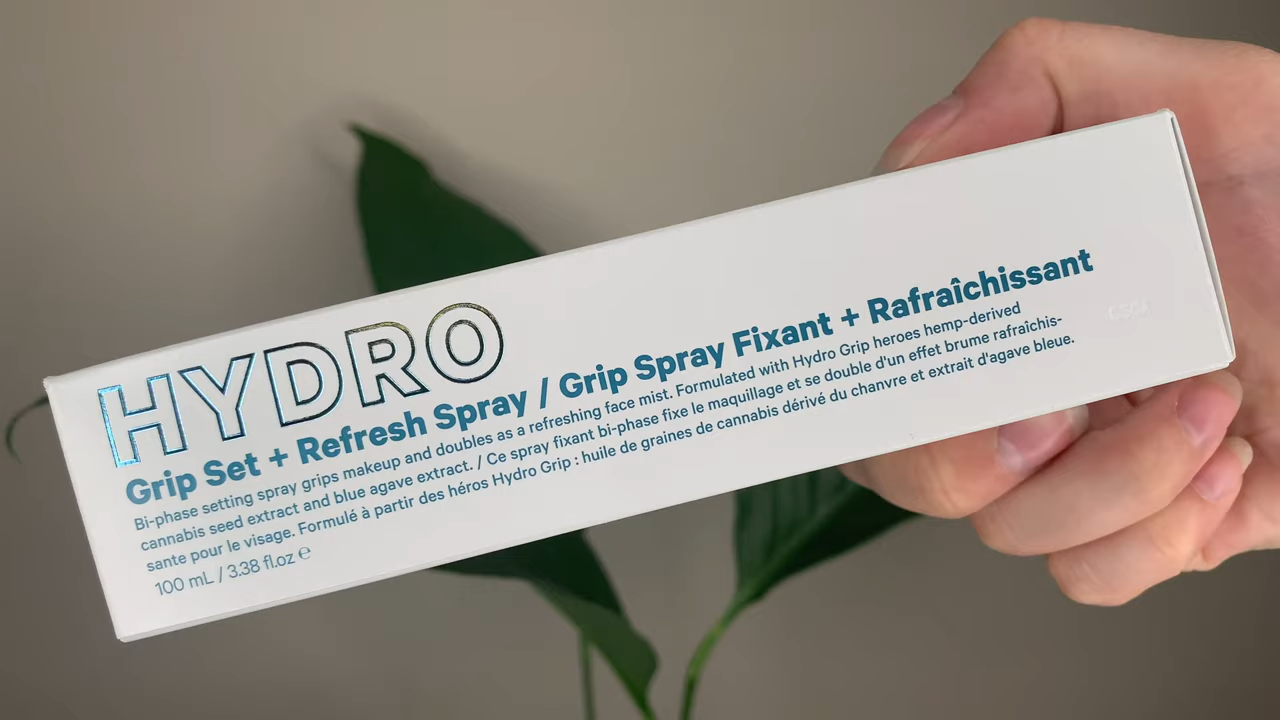 HYDRO
Grip Set + Refresh Spray / Grip Spray Fixant + Rafraîchissant
Bi-phase setting spray grips makeup and doubles as a refreshing face mist. Formulated with Hydro Grip heroes hemp-derived
cannabis seed extract and blue agave extract. / Ce spray fixant bi-phase fixe le maquillage et se double d'un effet brume rafraîchis-
sante pour le visage. Formulé à partir des héros Hydro Grip : huile de graines de cannabis dérivé du chanvre et extrait d'agave bleue.
100 mL / 3.38 fl.oz ℮